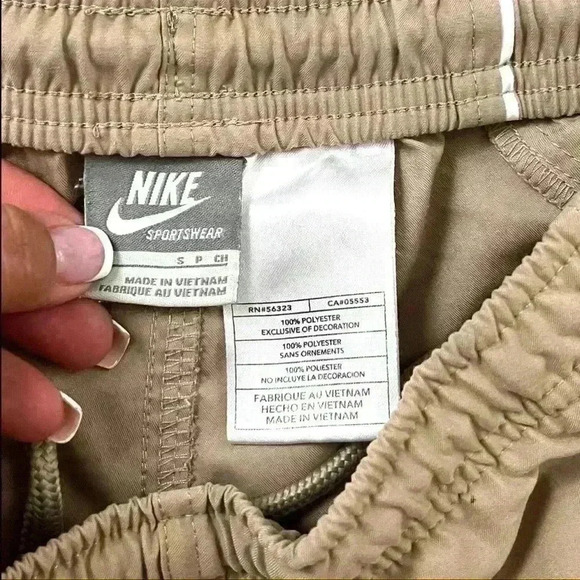 NIKE
SPORTSWEAR
S P CH
MADE IN VIETNAM
FABRIQUE AU VIETNAM
RN#56323 CA#05553
100% POLYESTER
EXCLUSIVE OF DECORATION
100% POLYESTER
SANS ORNEMENTS
100% POLYESTER
NO INCLUYE LA DECORACIÓN
FABRIQUE AU VIETNAM
HECHO EN VIETNAM
MADE IN VIETNAM